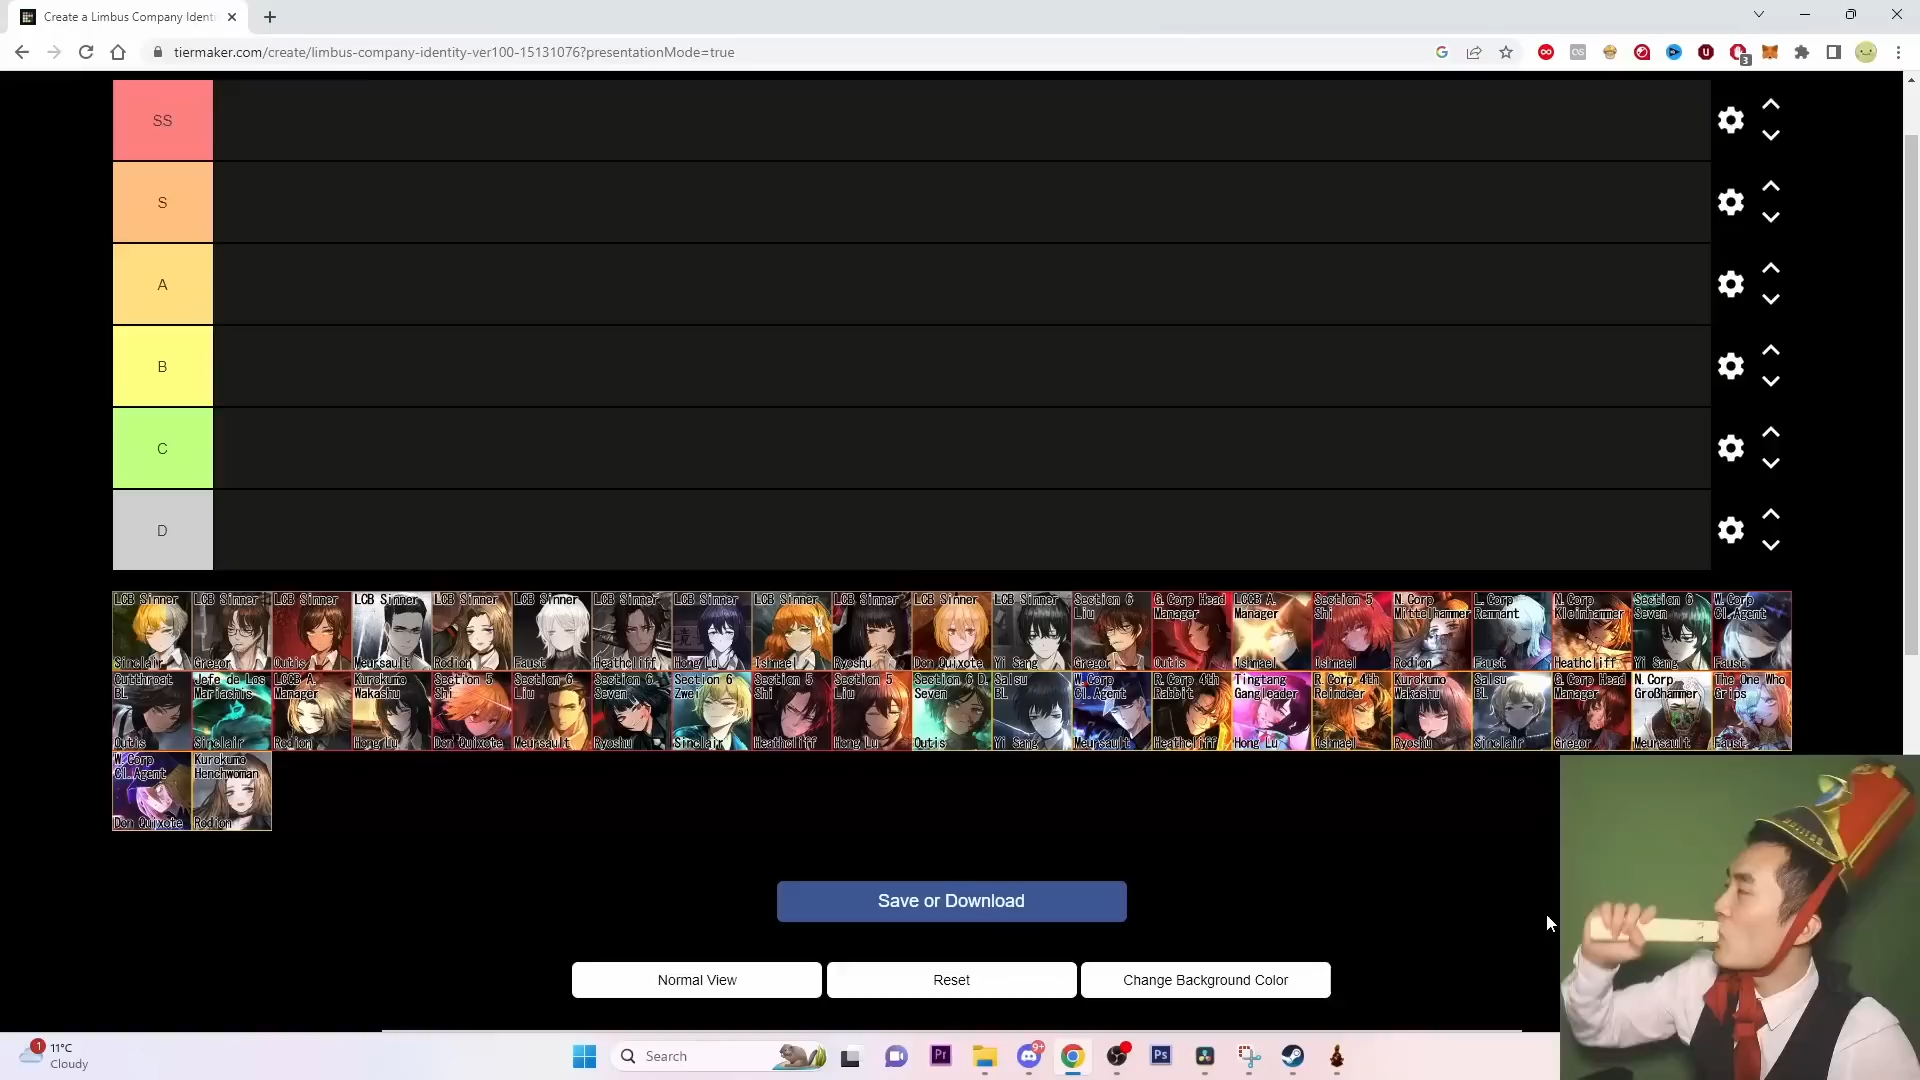 Create a Limbus Company Identi
tiermaker.com/create/limbus-company-identity-ver100-15131076?presentationMode=true
3
SS
S
A
B
C
D
LCB Sinner
Sinclair
LCB Sinner
Gregor
LCB Sinner
Outis
LCB Sinner
Meursault
LCB Sinner
Rodion
LCB Sinner
Faust
LCB Sinner
Heathcliff
LCB Sinner
Hong Lu
LCB Sinner
Ishmael
LCB Sinner
Ryoshu
LCB Sinner
Don Quixote
LCB Sinner
Yi Sang
Section 6
Liu
Gregor
G.Corp Head
Manager
Outis
LCCB A.
Manager
Ishmael
Section 5
Shi
Ishmael
N.Corp
Mittelhammer
Rodion
L.Corp
Remnant
Faust
N.Corp
Kleinhammer
Heathcliff
Section 6
Seven
Yi Sang
W.Corp
Cl.Agent
Faust
Cutthroat
BL
Outis
Jefe de Los
Mariachis
Sinclair
LCCB A.
Manager
Rodion
Kurokumo
Wakashu
Hong Lu
Section 5
Shi
Don Quixote
Section 6
Liu
Meursault
Section 6
Seven
Ryoshu
Section 6
Zwei
Sinclair
Section 5
Shi
Heathcliff
Section 5
Liu
Hong Lu
Section 6 D.
Seven
Outis
Salsu
BL
Yi Sang
W.Corp
Cl.Agent
Meursault
R.Corp 4th
Rabbit
Heathcliff
Tingtang
Gangleader
Hong Lu
R.Corp 4th
Reindeer
Ishmael
Kurokumo
Wakashu
Ryoshu
Salsu
BL
Sinclair
G.Corp Head
Manager
Gregor
N.Corp
Großhammer
Meursault
The One Who
Grips
Faust
W.Corp
Cl.Agent
Don Quixote
Kurokumo
Henchwoman
Rodion
Save or Download
Normal View
Reset
Change Background Color
1
11°C
Cloudy
Search
Pr
9+
Ps